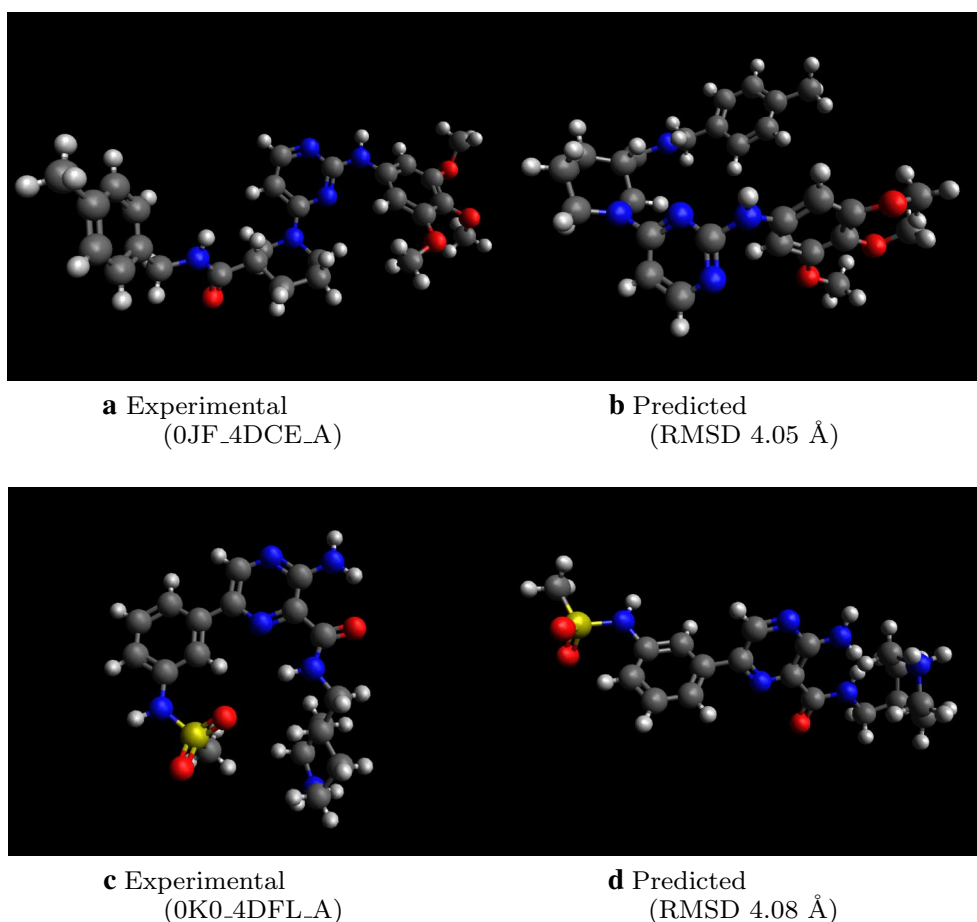 a Experimental
(0JF_4DCE_A)
b Predicted
(RMSD 4.05 Å)
c Experimental
(0K0_4DFL_A)
d Predicted
(RMSD 4.08 Å)